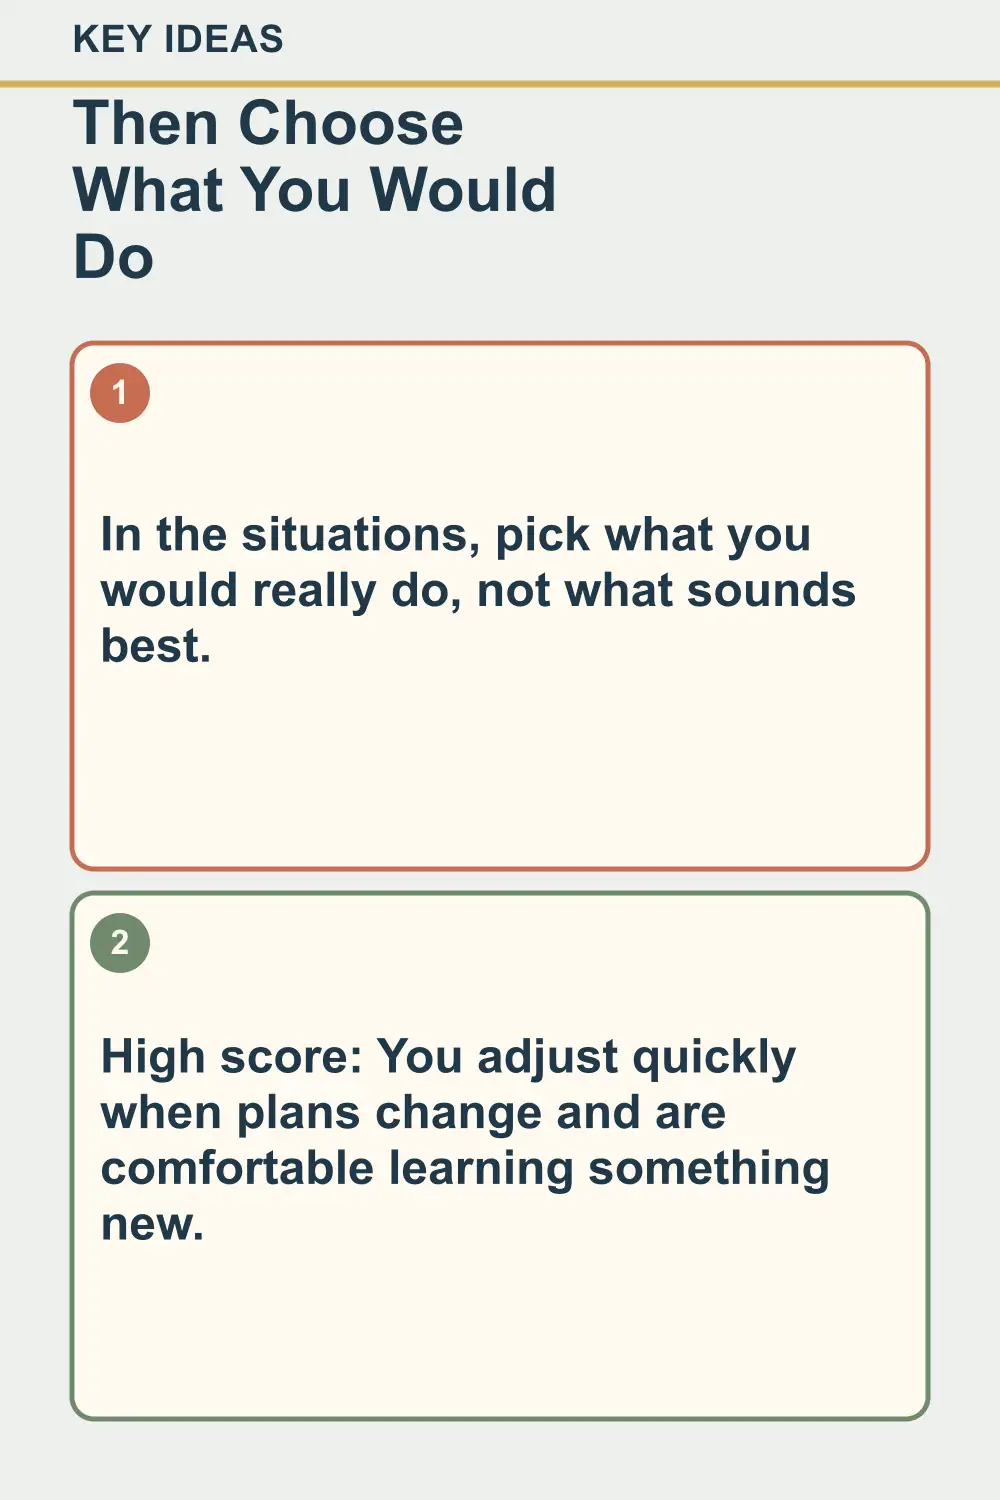 KEY IDEAS
Then Choose
What You Would
Do
1
In the situations, pick what you
would really do, not what sounds
best.
2
High score: You adjust quickly
when plans change and are
comfortable learning something
new.